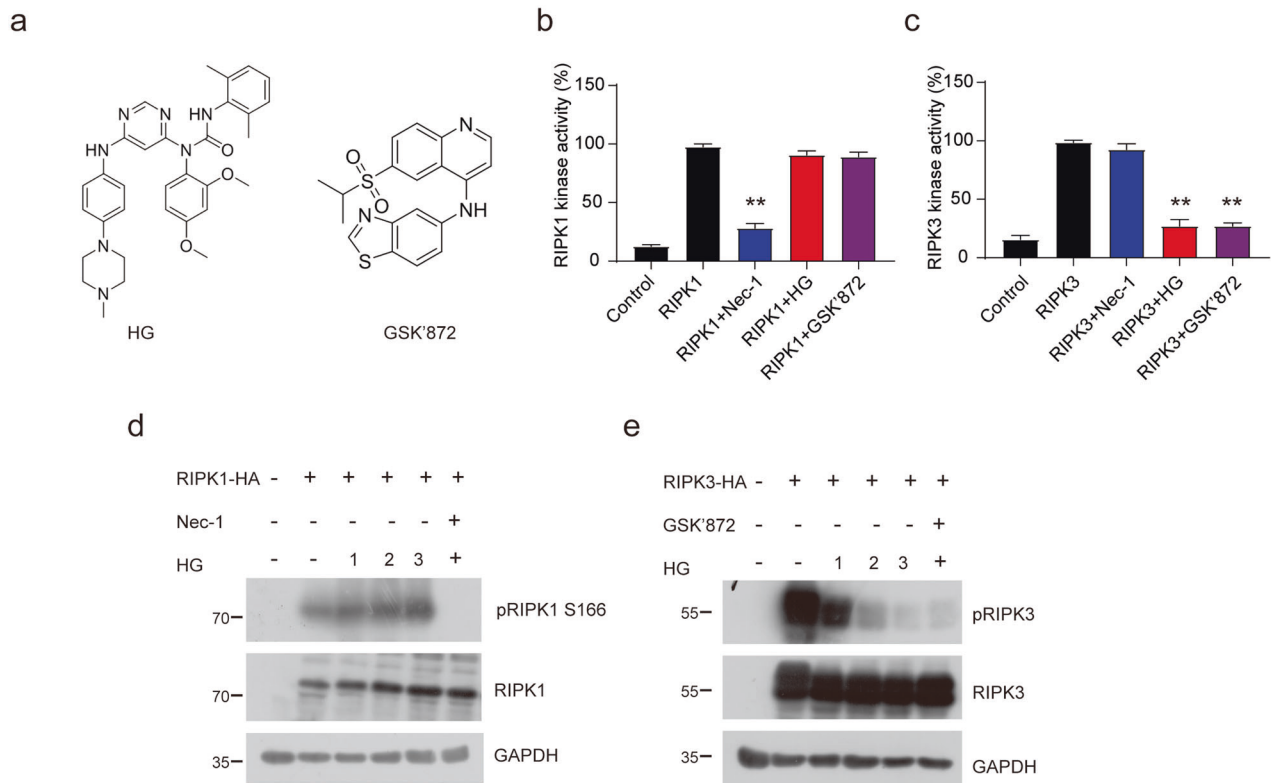 a
N
N
HN
N
NH
O
O
O
N
N
HG
N
O
S
O
NH
N
S
GSK'872
b
RIPK1 kinase activity (%)
150
100
50
0
**
Control
RIPK1
RIPK1+Nec-1
RIPK1+HG
RIPK1+GSK'872
c
RIPK3 kinase activity (%)
150
100
50
0
**
**
Control
RIPK3
RIPK3+Nec-1
RIPK3+HG
RIPK3+GSK'872
d
RIPK1-HA - + + + + +
Nec-1 - - +
HG - - 1 2 3 +
70
pRIPK1 S166
70
RIPK1
35
GAPDH
e
RIPK3-HA - + + + + +
GSK'872 - - +
HG - - 1 2 3 +
55
pRIPK3
55
RIPK3
35
GAPDH